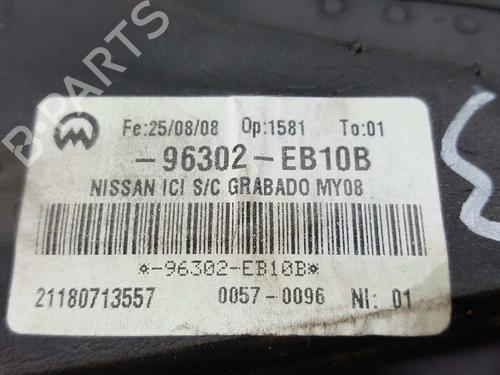 Fe:25/08/08 Op:1581 To:01
-96302-EB10B
NISSAN ICI S/C GRABADO MY08
*-96302-EB10B*
21180713557 0057-0096 NI: 01
B-PARTS